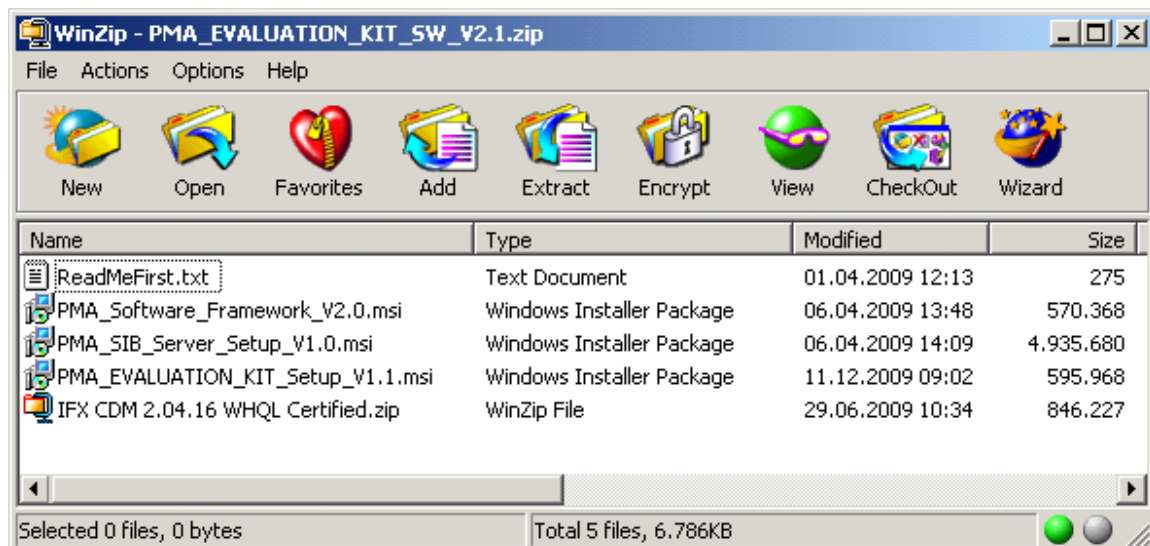 WinZip - PMA_EVALUATION_KIT_SW_V2.1.zip
File Actions Options Help
New Open Favorites Add Extract Encrypt View CheckOut Wizard
Name Type Modified Size
ReadMeFirst.txt Text Document 01.04.2009 12:13 275
PMA_Software_Framework_V2.0.msi Windows Installer Package 06.04.2009 13:48 570.368
PMA_SIB_Server_Setup_V1.0.msi Windows Installer Package 06.04.2009 14:09 4.935.680
PMA_EVALUATION_KIT_Setup_V1.1.msi Windows Installer Package 11.12.2009 09:02 595.968
IFX CDM 2.04.16 WHQL Certified.zip WinZip File 29.06.2009 10:34 846.227
Selected 0 files, 0 bytes Total 5 files, 6.786KB